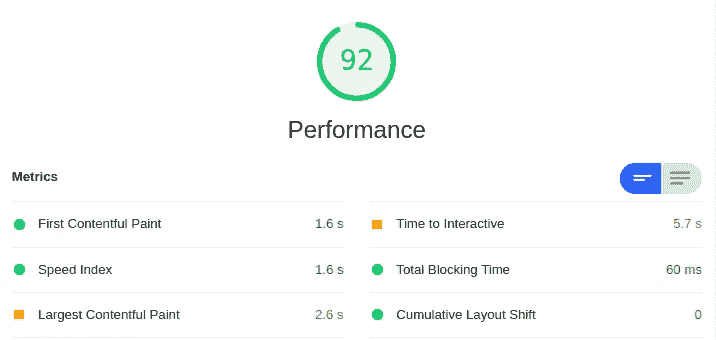 92
Performance
Metrics
First Contentful Paint 1.6 s
Time to Interactive 5.7 s
Speed Index 1.6 s
Total Blocking Time 60 ms
Largest Contentful Paint 2.6 s
Cumulative Layout Shift 0